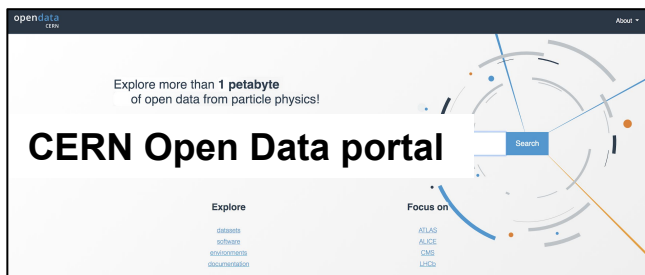 opendata
CERN
About
Explore more than 1 petabyte
of open data from particle physics!
CERN Open Data portal
Search
Explore
Focus on
datasets
ATLAS
software
ALICE
environments
CMS
documentation
LHCb